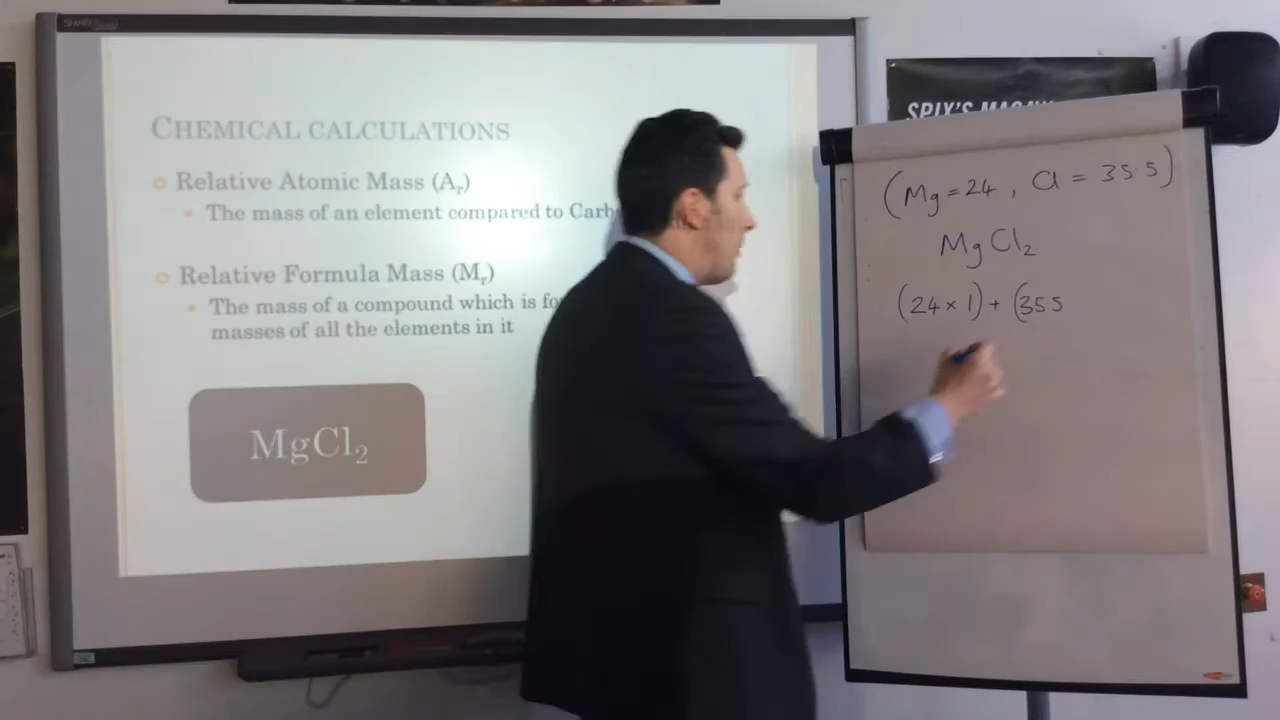 SMART
CHEMICAL CALCULATIONS
Relative Atomic Mass (Aᵣ)
The mass of an element compared to Carb
Relative Formula Mass (Mᵣ)
The mass of a compound which is fo
masses of all the elements in it
MgCl₂
SPIX'S MACAW
(Mg = 24 , Cl = 35 5)
MgCl₂
(24 × 1) + (35 5